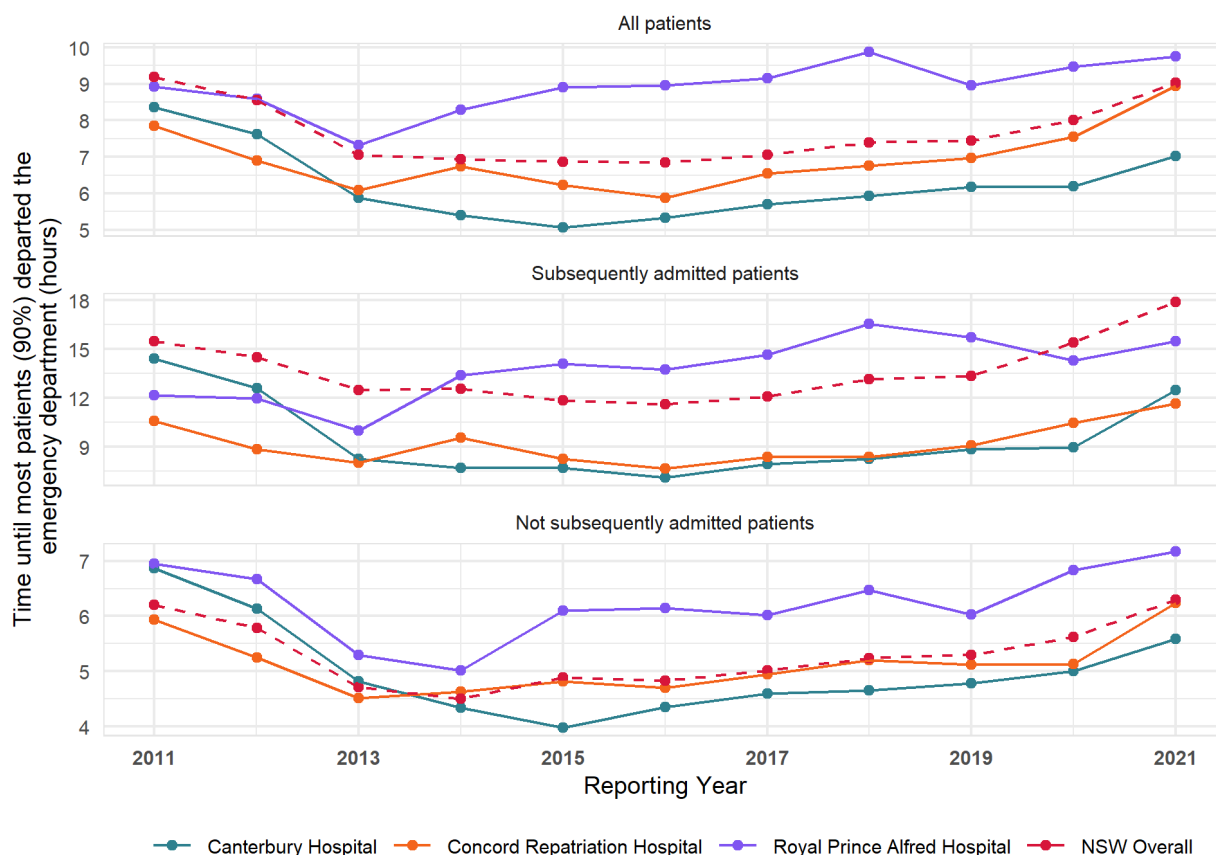 All patients
10
9
8
7
6
5
Subsequently admitted patients
18
15
12
9
Not subsequently admitted patients
7
6
5
4
Time until most patients (90%) departed the
emergency department (hours)
2011 2013 2015 2017 2019 2021
Reporting Year
Canterbury Hospital Concord Repatriation Hospital Royal Prince Alfred Hospital NSW Overall